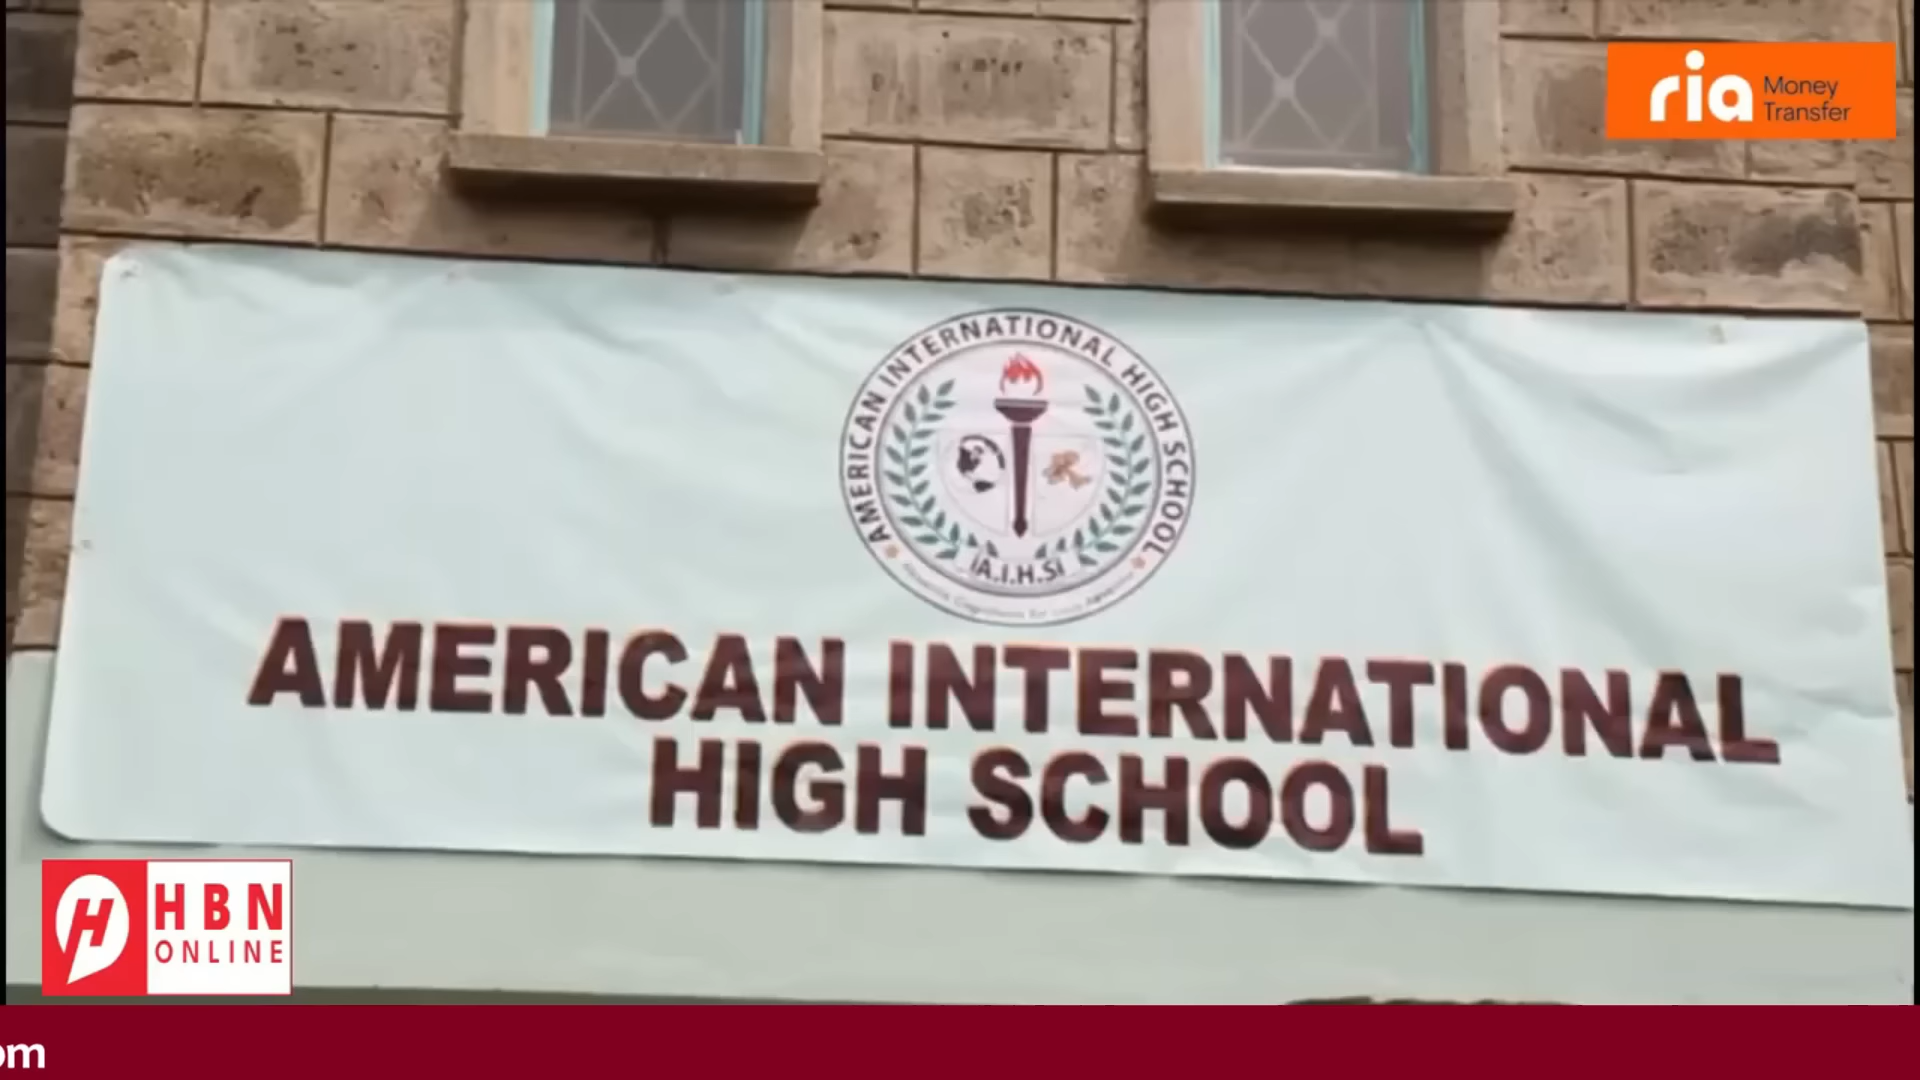 ria Money
Transfer
AMERICAN INTERNATIONAL HIGH SCHOOL
A.I.H.S
AMERICAN INTERNATIONAL
HIGH SCHOOL
H HBN
ONLINE
om